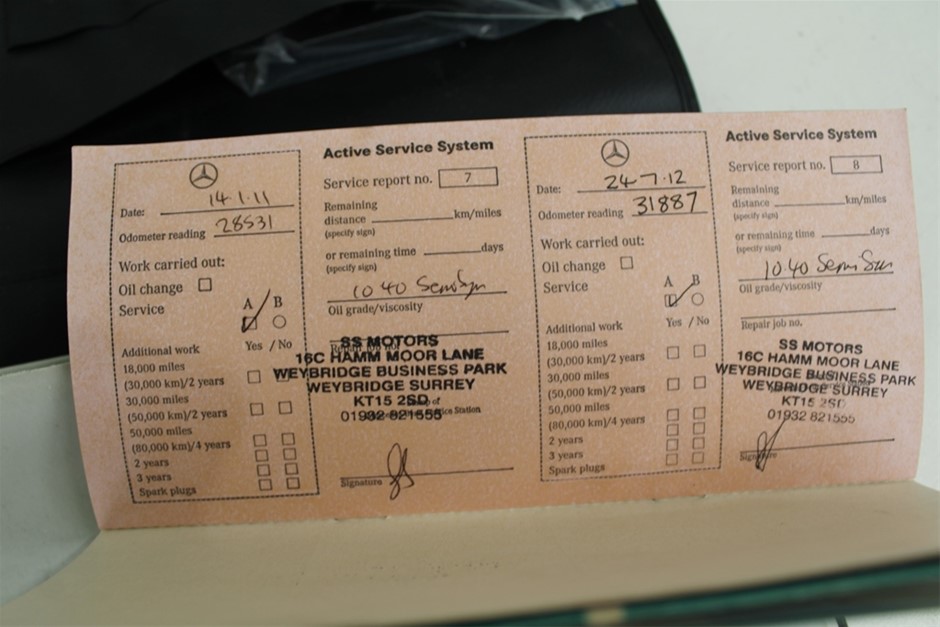 Active Service System
Service report no. 7
Date: 14.1.11
Odometer reading 28531
Remaining
distance km/miles
(specify sign)
or remaining time days
(specify sign)
Work carried out:
Oil change
Service A B
10 40
Oil grade/viscosity
Additional work Yes / No
18,000 miles
(30,000 km)/2 years
30,000 miles
(50,000 km)/2 years
50,000 miles
(80,000 km)/4 years
2 years
3 years
Spark plugs
SS MOTORS
16C HAMM MOOR LANE
WEYBRIDGE BUSINESS PARK
WEYBRIDGE SURREY
KT15 2SD
01932 821555
Signature
Active Service System
Service report no. 8
Date: 24-7-12
Odometer reading 31887
Remaining
distance km/miles
(specify sign)
or remaining time days
(specify sign)
Work carried out:
Oil change
Service A B
10.40 Semi
Oil grade/viscosity
Repair job no.
Additional work Yes / No
18,000 miles
(30,000 km)/2 years
30,000 miles
(50,000 km)/2 years
50,000 miles
(80,000 km)/4 years
2 years
3 years
Spark plugs
SS MOTORS
16C HAMM MOOR LANE
WEYBRIDGE BUSINESS PARK
WEYBRIDGE SURREY
KT15 2SD
01932 821555
Signature